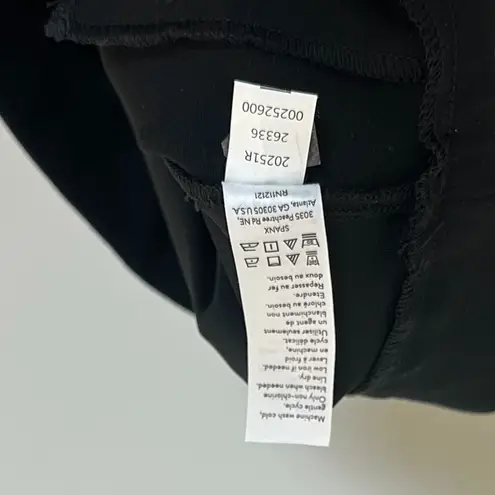 Machine wash cold,
gentle cycle.
Only non-chlorine
bleach when needed.
Line dry.
Low iron if needed.
Laver à froid
en machine,
cycle délicat.
Utiliser seulement
un agent de
blanchiment non
chloré au besoin.
Étendre.
Repasser au fer
doux au besoin.
SPANX
3035 Peachtree Rd NE,
Atlanta, GA 30305 U.S.A.
RN112121
20251R
26336
00252600